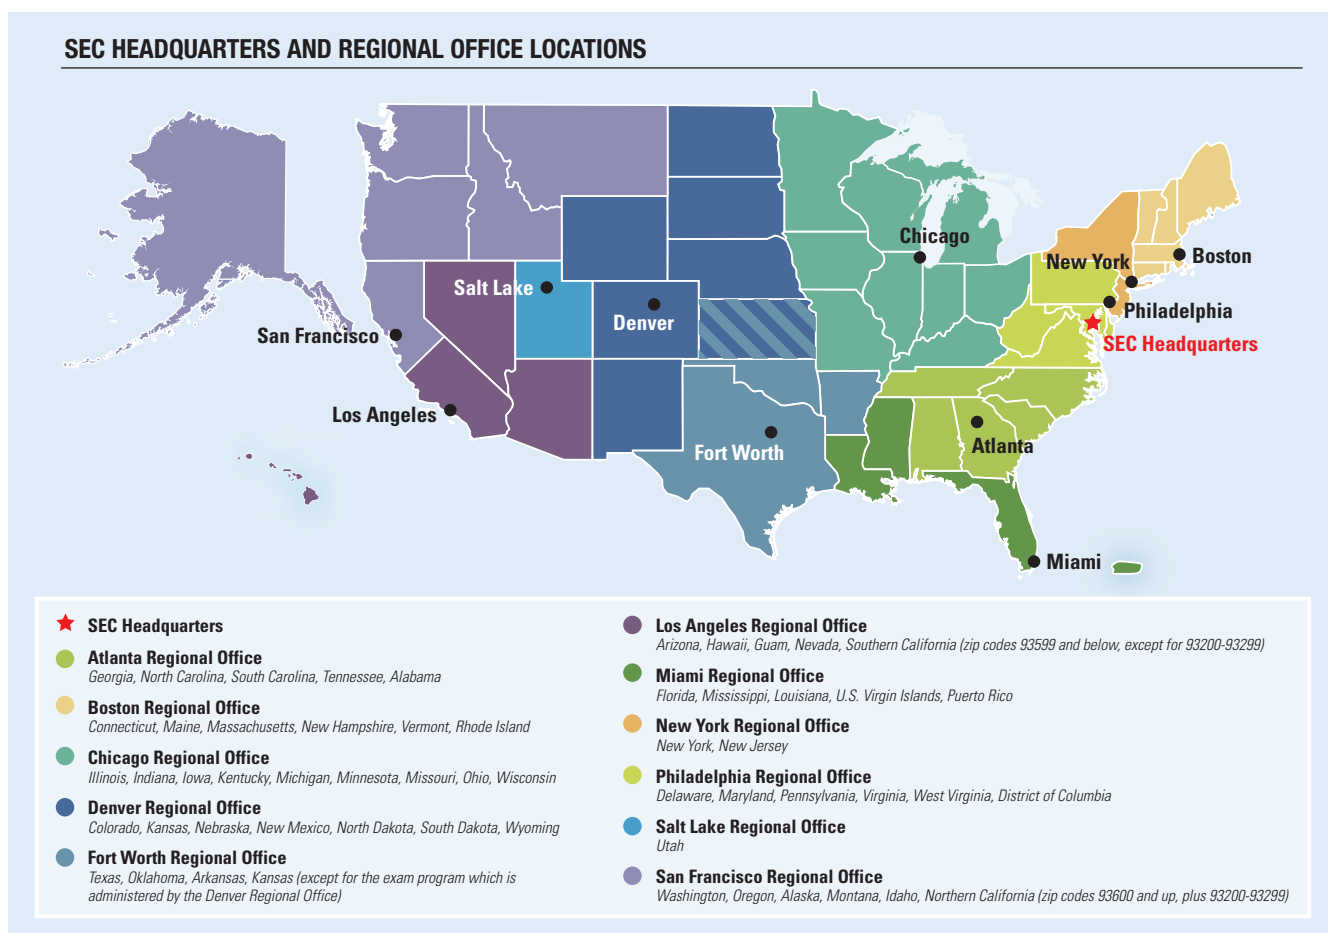 SEC HEADQUARTERS AND REGIONAL OFFICE LOCATIONS
Chicago
Boston
New York
Salt Lake
Philadelphia
Denver
San Francisco
SEC Headquarters
Los Angeles
Atlanta
Fort Worth
Miami
SEC Headquarters
Atlanta Regional Office
Georgia, North Carolina, South Carolina, Tennessee, Alabama
Boston Regional Office
Connecticut, Maine, Massachusetts, New Hampshire, Vermont, Rhode Island
Chicago Regional Office
Illinois, Indiana, Iowa, Kentucky, Michigan, Minnesota, Missouri, Ohio, Wisconsin
Denver Regional Office
Colorado, Kansas, Nebraska, New Mexico, North Dakota, South Dakota, Wyoming
Fort Worth Regional Office
Texas, Oklahoma, Arkansas, Kansas (except for the exam program which is
administered by the Denver Regional Office)
Los Angeles Regional Office
Arizona, Hawaii, Guam, Nevada, Southern California (zip codes 93599 and below, except for 93200-93299)
Miami Regional Office
Florida, Mississippi, Louisiana, U.S. Virgin Islands, Puerto Rico
New York Regional Office
New York, New Jersey
Philadelphia Regional Office
Delaware, Maryland, Pennsylvania, Virginia, West Virginia, District of Columbia
Salt Lake Regional Office
Utah
San Francisco Regional Office
Washington, Oregon, Alaska, Montana, Idaho, Northern California (zip codes 93600 and up, plus 93200-93299)